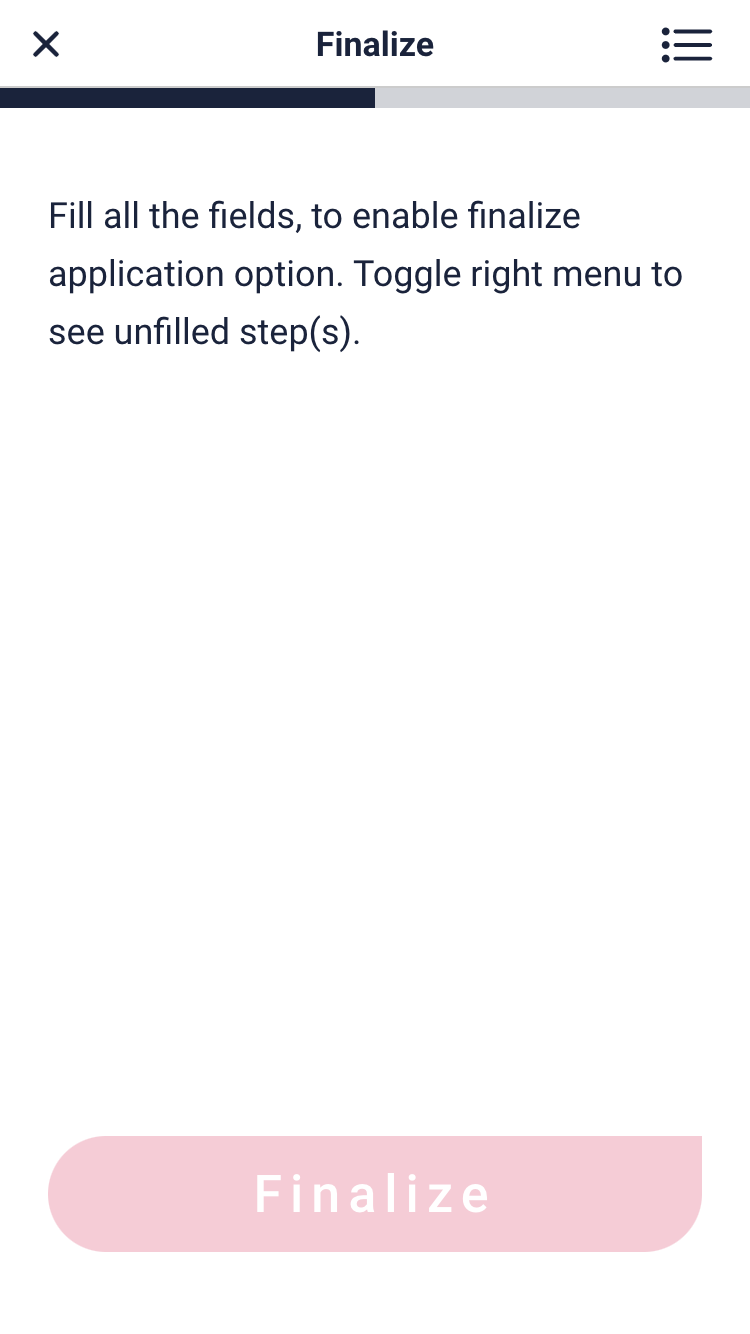 Finalize
Fill all the fields, to enable finalize
application option. Toggle right menu to
see unfilled step(s).
Finalize